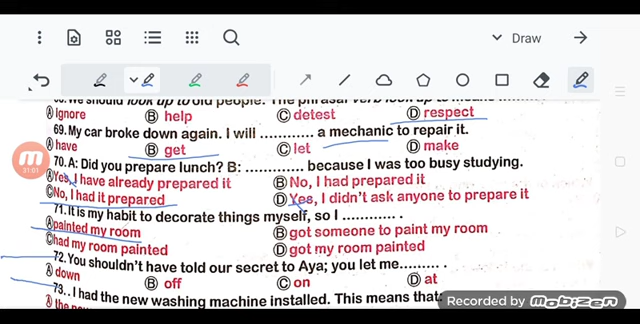 Draw
68. We should look up to old people. The phrasal verb look up to means
Ⓐ Ignore Ⓑ help Ⓒ detest Ⓓ respect
69. My car broke down again. I will ............ a mechanic to repair it.
Ⓐ have Ⓑ get Ⓒ let Ⓓ make
70. A: Did you prepare lunch? B: ............. because I was too busy studying.
Ⓐ Yes, I have already prepared it Ⓑ No, I had prepared it
Ⓒ No, I had it prepared Ⓓ Yes, I didn't ask anyone to prepare it
71. It is my habit to decorate things myself, so I ............ .
Ⓐ painted my room Ⓑ got someone to paint my room
Ⓒ had my room painted Ⓓ got my room painted
72. You shouldn't have told our secret to Aya; you let me......... .
Ⓐ down Ⓑ off Ⓒ on Ⓓ at
73. . I had the new washing machine installed. This means that:
Ⓐ the
31:01
Recorded by Mobizen